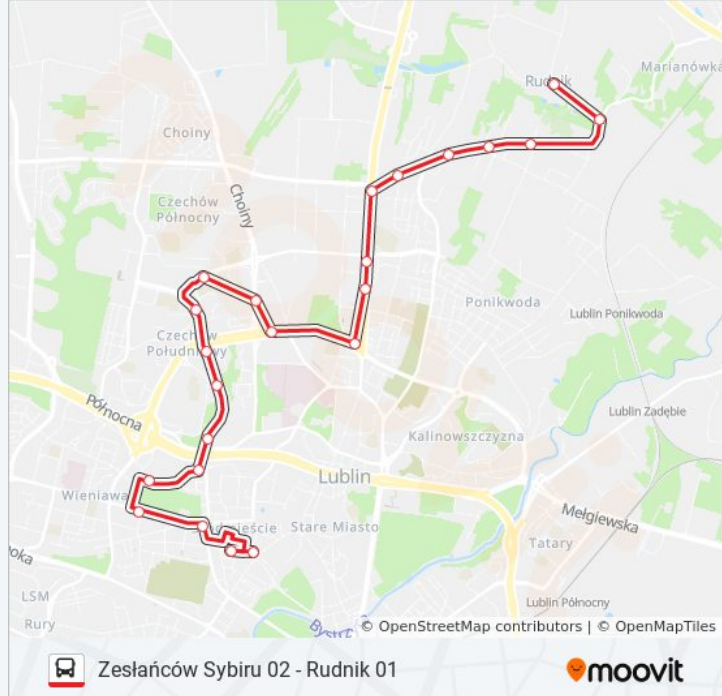 Rudnik
Marianówka
Choiny
Choiny
Czechów
Północny
Ponikwoda
Lublin Ponikwoda
Czechów
Południowy
Północna
Lublin Zadębie
Kalinowszczyzna
Lublin
Wieniawa
Mełgiewska
Stare Miasto
Tatary
LSM
Rury
Lublin Północny
© OpenStreetMap contributors | © OpenMapTiles
Zesłańców Sybiru 02 - Rudnik 01
moovit